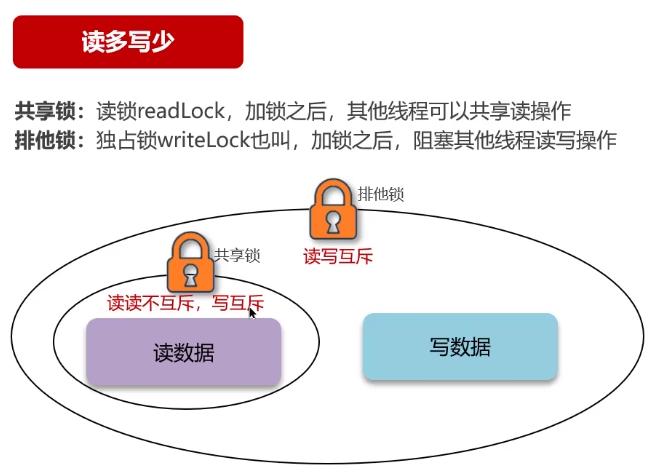 读多写少
共享锁：读锁readLock，加锁之后，其他线程可以共享读操作
排他锁：独占锁writeLock也叫，加锁之后，阻塞其他线程读写操作
排他锁
读写互斥
共享锁
读读不互斥，写互斥
读数据
写数据